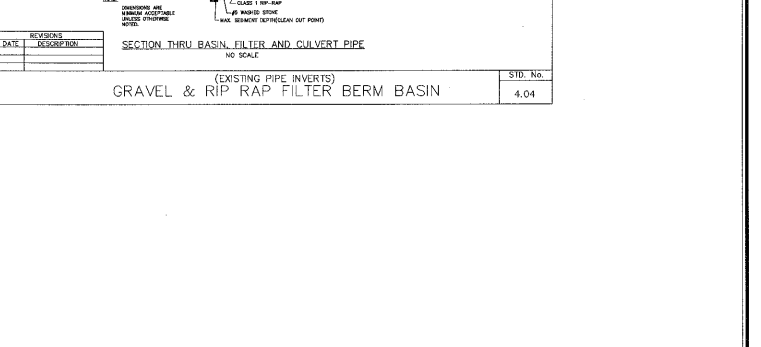 CLASS 1 RIP-RAP
DIMENSIONS ARE
MINIMUM ACCEPTABLE
UNLESS OTHERWISE
NOTED.
#5 WASHED STONE
MAX. SEDIMENT DEPTH(CLEAN OUT POINT)
REVISIONS
DATE DESCRIPTION
SECTION THRU BASIN, FILTER AND CULVERT PIPE
NO SCALE
(EXISTING PIPE INVERTS)
GRAVEL & RIP RAP FILTER BERM BASIN
STD. No.
4.04